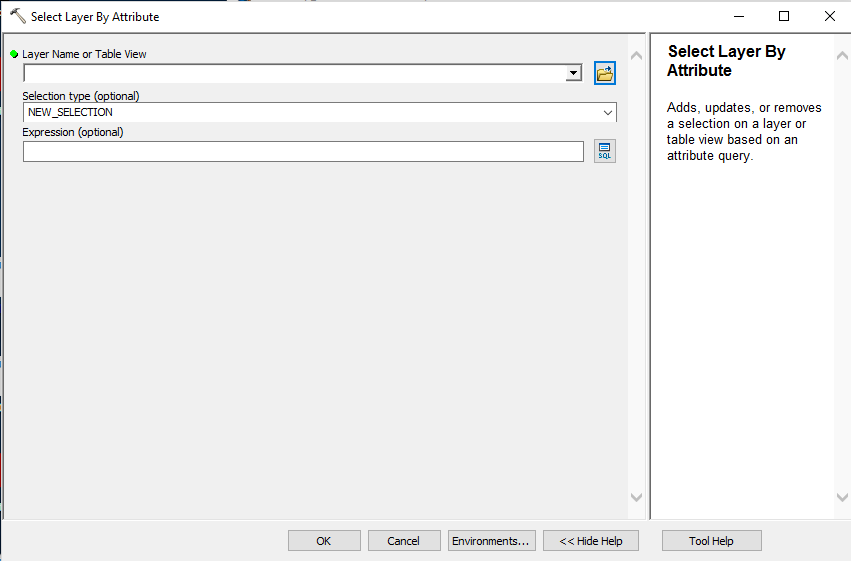 Select Layer By Attribute
Layer Name or Table View
Selection type (optional)
NEW_SELECTION
Expression (optional)
SQL
Select Layer By
Attribute
Adds, updates, or removes
a selection on a layer or
table view based on an
attribute query.
OK
Cancel
Environments...
<< Hide Help
Tool Help